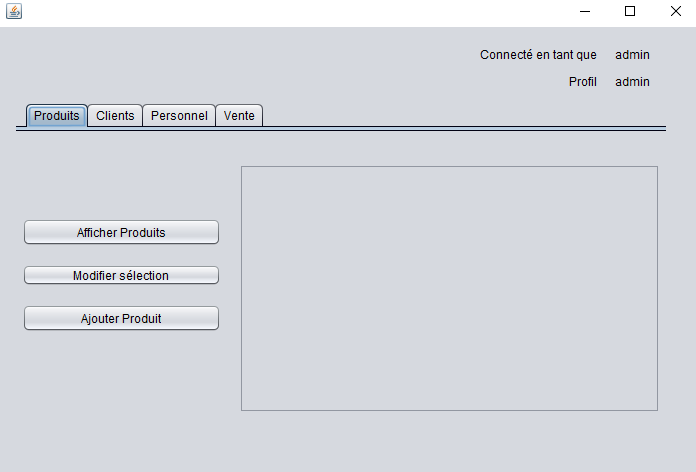 Connecté en tant que admin
Profil admin
Produits Clients Personnel Vente
Afficher Produits
Modifier sélection
Ajouter Produit